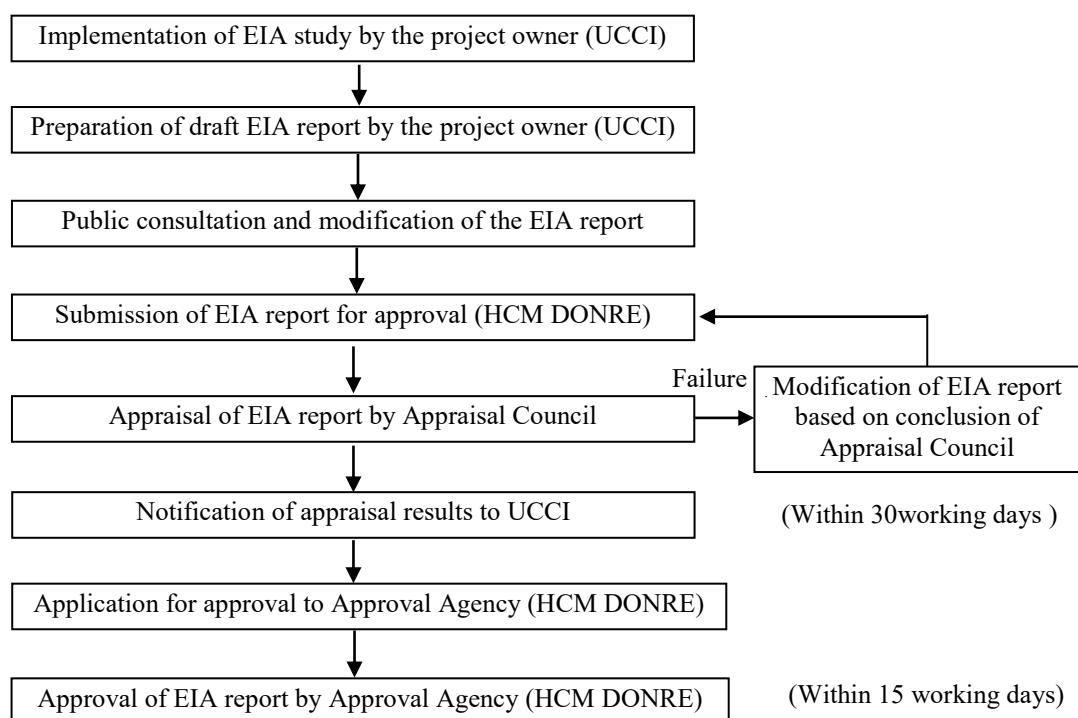 Implementation of EIA study by the project owner (UCCI)
Preparation of draft EIA report by the project owner (UCCI)
Public consultation and modification of the EIA report
Submission of EIA report for approval (HCM DONRE)
Failure
Appraisal of EIA report by Appraisal Council
Modification of EIA report
based on conclusion of
Appraisal Council
Notification of appraisal results to UCCI
(Within 30working days )
Application for approval to Approval Agency (HCM DONRE)
Approval of EIA report by Approval Agency (HCM DONRE)
(Within 15 working days)